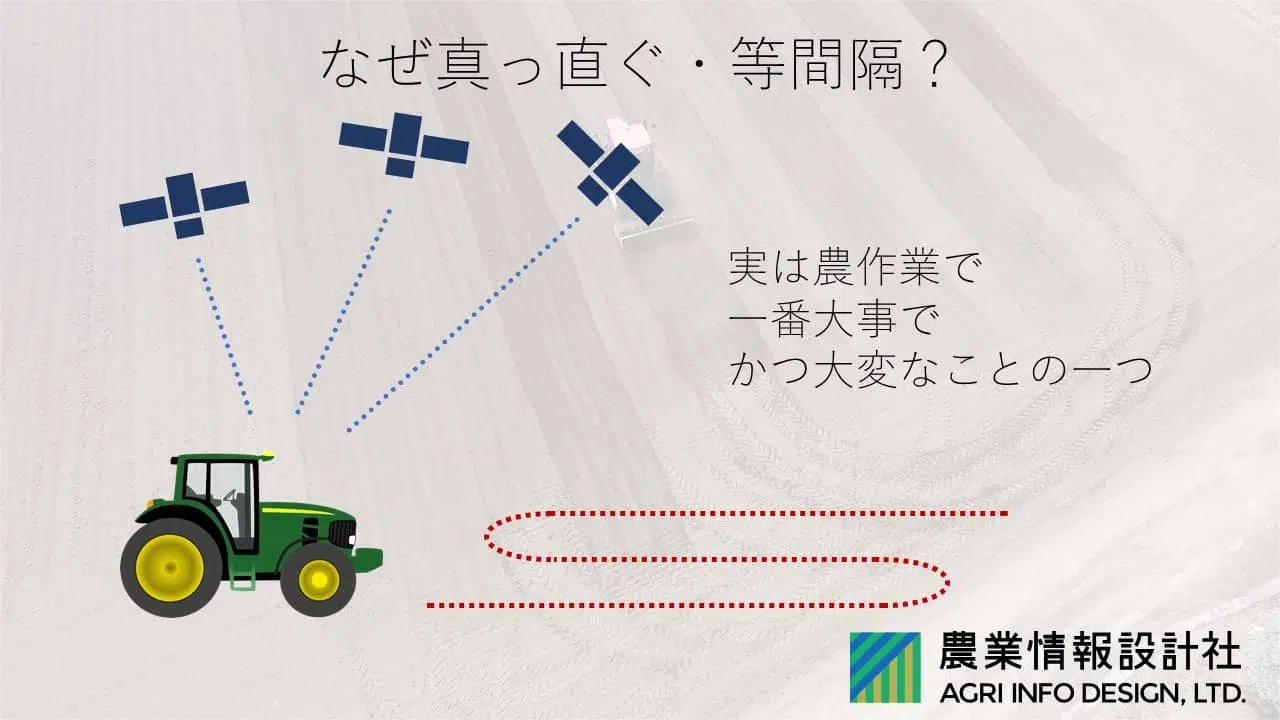 なぜ真っ直ぐ・等間隔？
実は農作業で
一番大事で
かつ大変なことの一つ
農業情報設計社
AGRI INFO DESIGN, LTD.